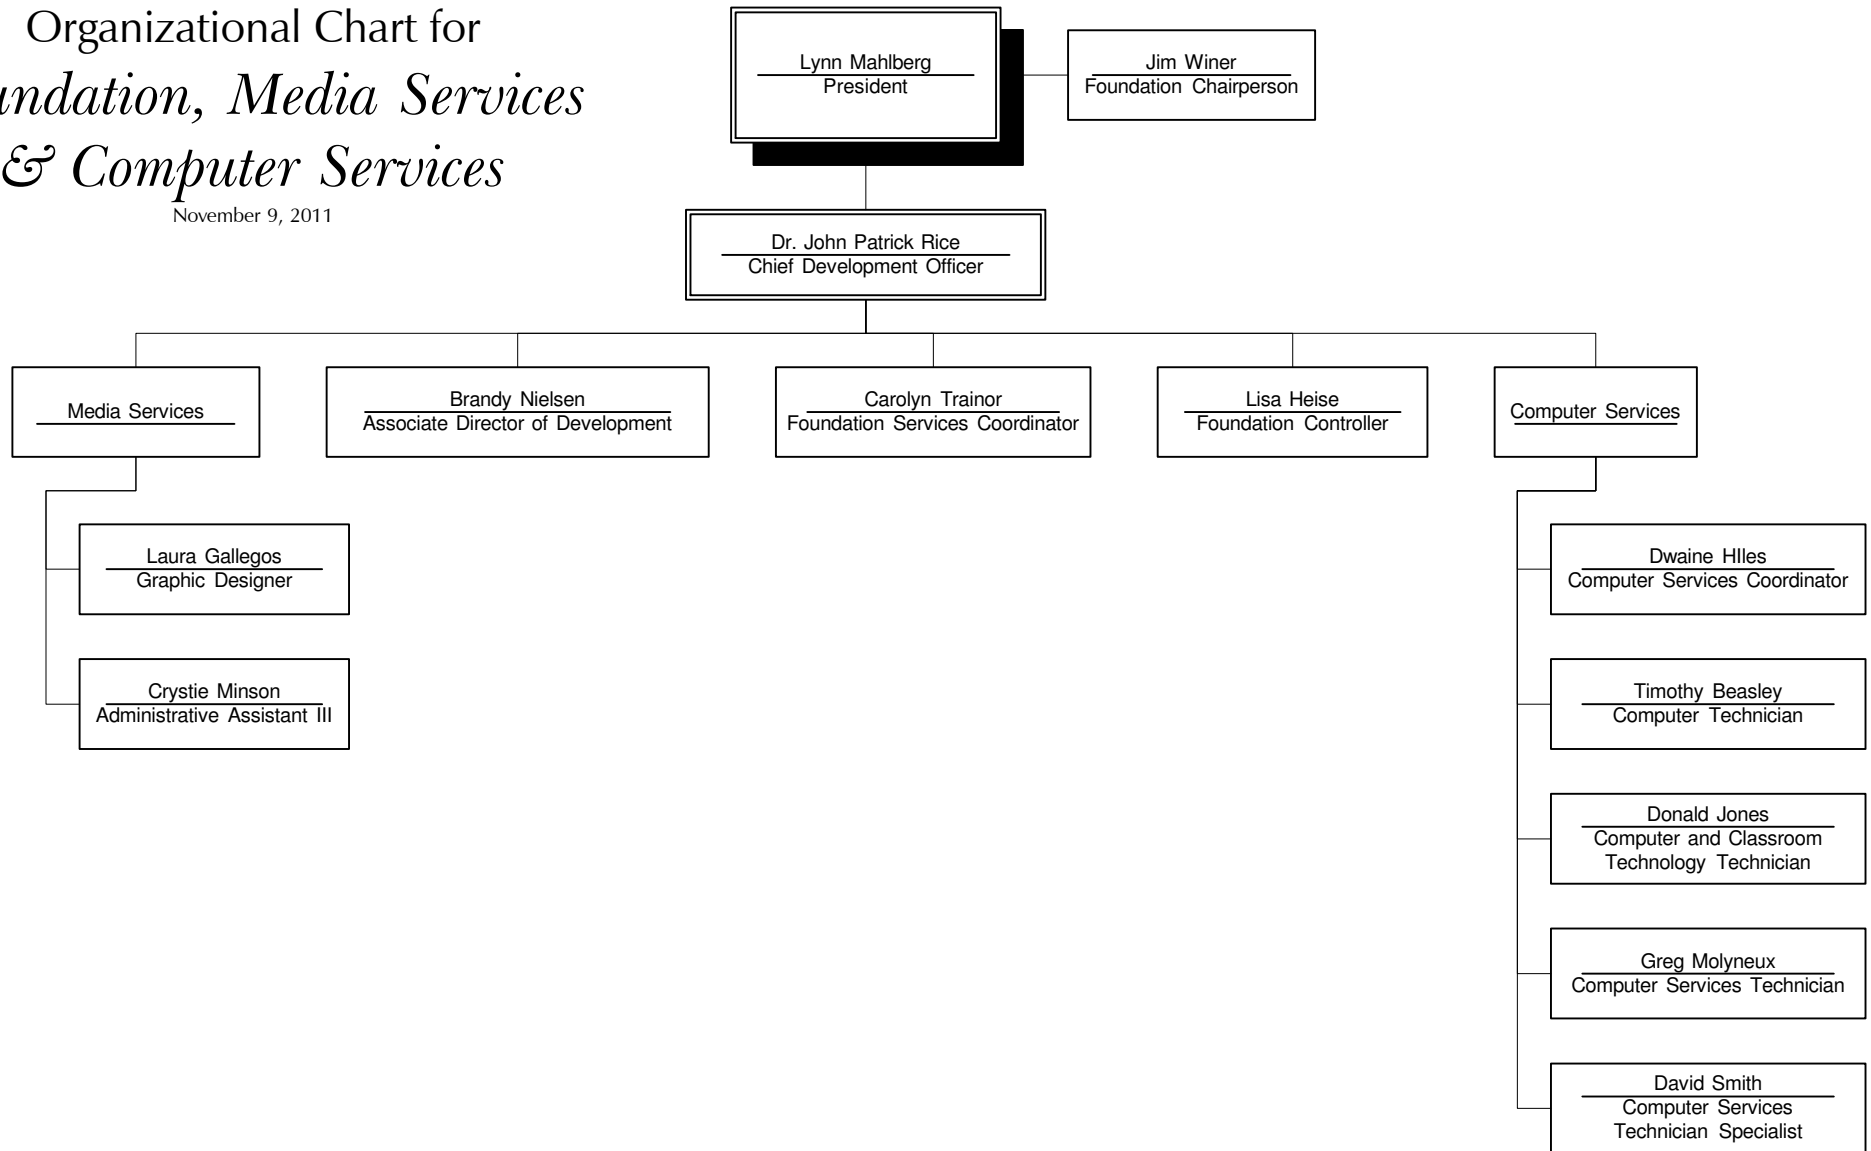 Organizational Chart for
undation, Media Services
& Computer Services
November 9, 2011
Lynn Mahlberg
President
Jim Winer
Foundation Chairperson
Dr. John Patrick Rice
Chief Development Officer
Media Services
Brandy Nielsen
Associate Director of Development
Carolyn Trainor
Foundation Services Coordinator
Lisa Heise
Foundation Controller
Computer Services
Laura Gallegos
Graphic Designer
Crystie Minson
Administrative Assistant III
Dwaine HIles
Computer Services Coordinator
Timothy Beasley
Computer Technician
Donald Jones
Computer and Classroom
Technology Technician
Greg Molyneux
Computer Services Technician
David Smith
Computer Services
Technician Specialist